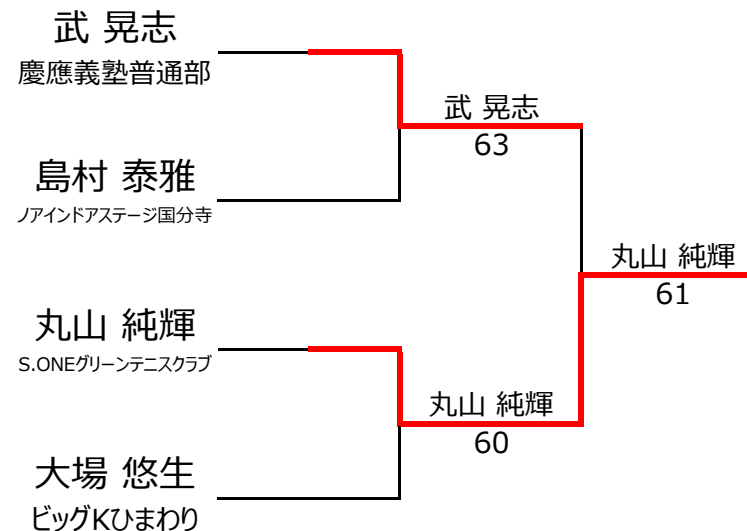 武 晃志
慶應義塾普通部
武 晃志
63
島村 泰雅
ノアインドアステージ国分寺
丸山 純輝
61
丸山 純輝
S.ONEグリーンテニスクラブ
丸山 純輝
60
大場 悠生
ビッグKひまわり